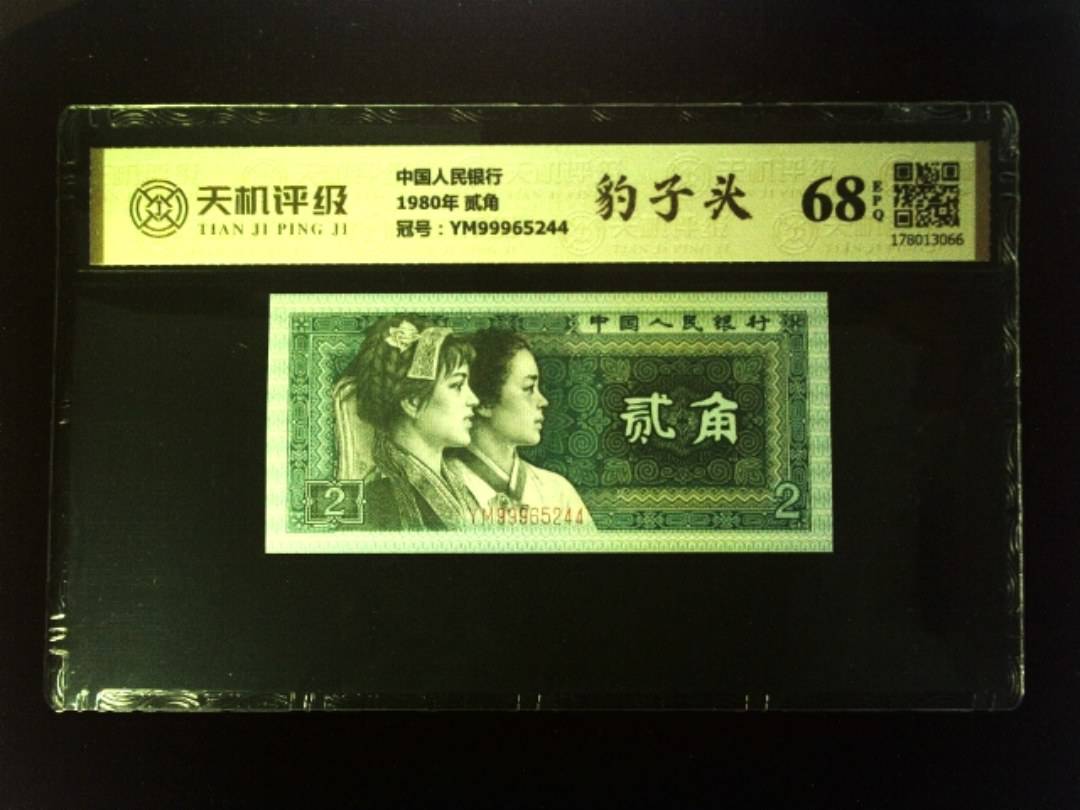 天机评级
TIAN JI PING JI
中国人民银行
1980年 贰角
冠号：YM99965244
豹子头
68
EPQ
178013066
中国人民银行
贰角
2
YM99965244
2